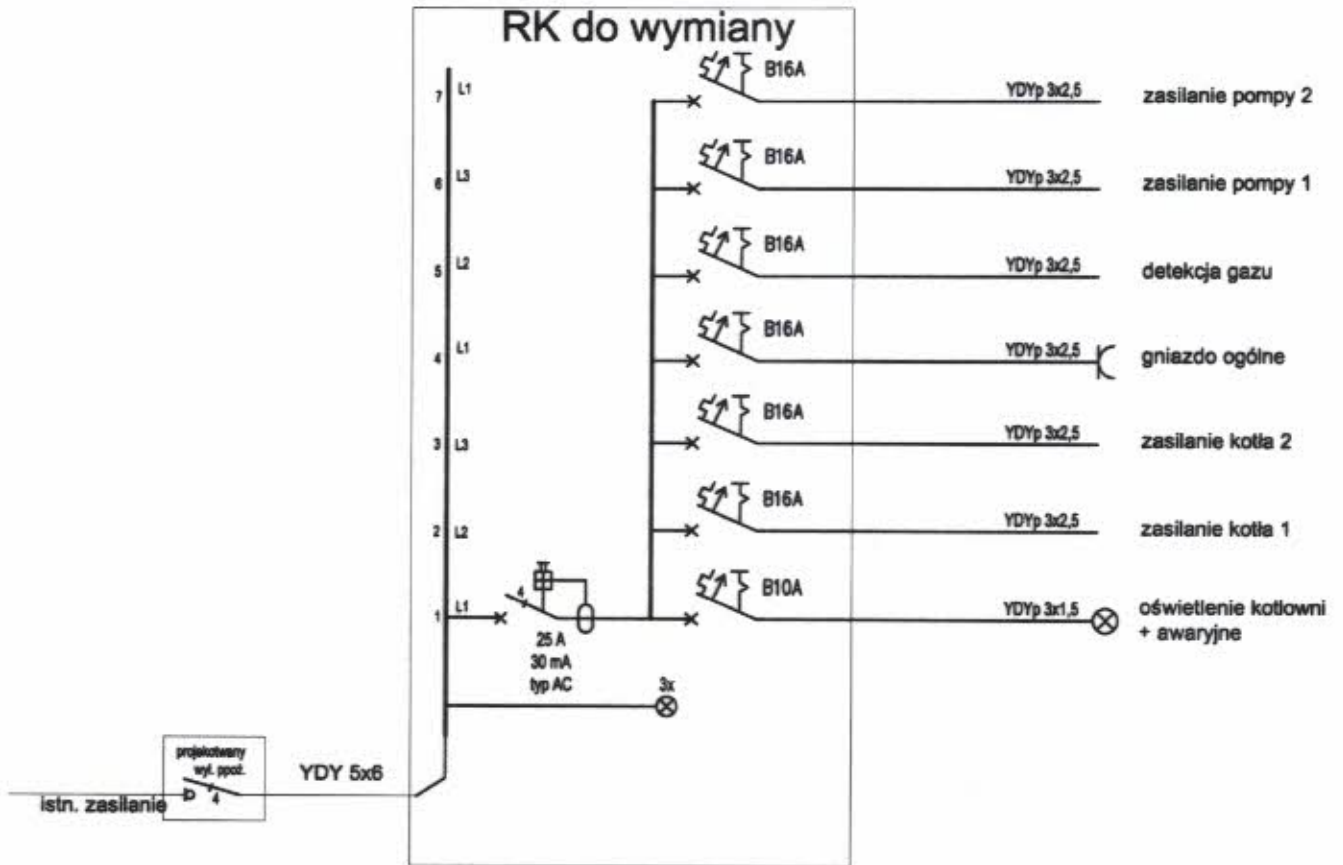 RK do wymiany
7 L1
B16A
YDYp 3x2,5
zasilanie pompy 2
6 L3
B16A
YDYp 3x2,5
zasilanie pompy 1
5 L2
B16A
YDYp 3x2,5
detekcja gazu
4 L1
B16A
YDYp 3x2,5
gniazdo ogólne
3 L3
B16A
YDYp 3x2,5
zasilanie kotła 2
2 L2
B16A
YDYp 3x2,5
zasilanie kotła 1
1 L1
4
25 A
30 mA
typ AC
B10A
YDYp 3x1,5
oświetlenie kotłowni
+ awaryjne
3x
projekotwany
wył. ppoż.
4
YDY 5x6
istn. zasilanie